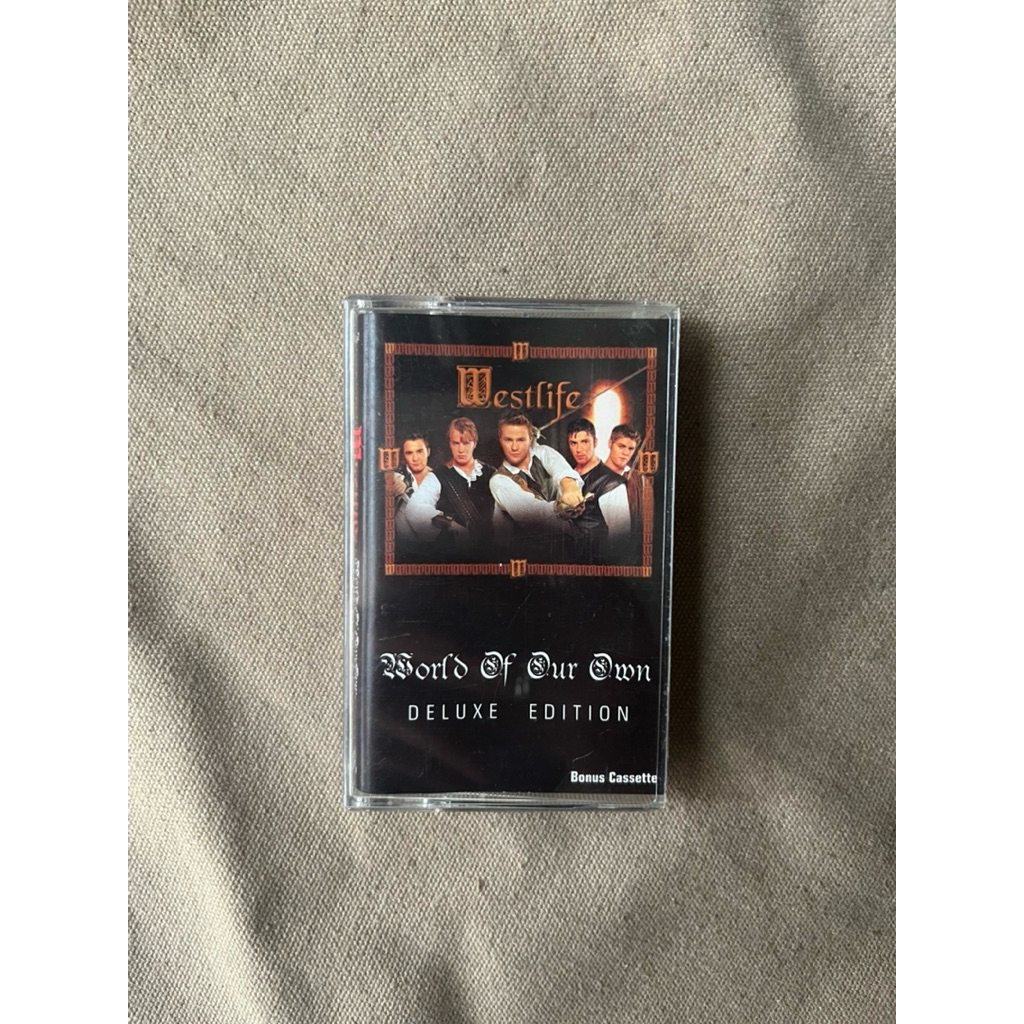 Westlife
World Of Our Own
DELUXE EDITION
Bonus Cassette